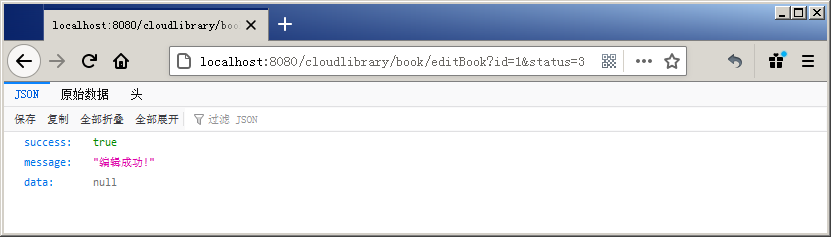 localhost:8080/cloudlibrary/boo
localhost:8080/cloudlibrary/book/editBook?id=1&status=3
JSON 原始数据 头
保存 复制 全部折叠 全部展开 过滤 JSON
success: true
message: "编辑成功!"
data: null